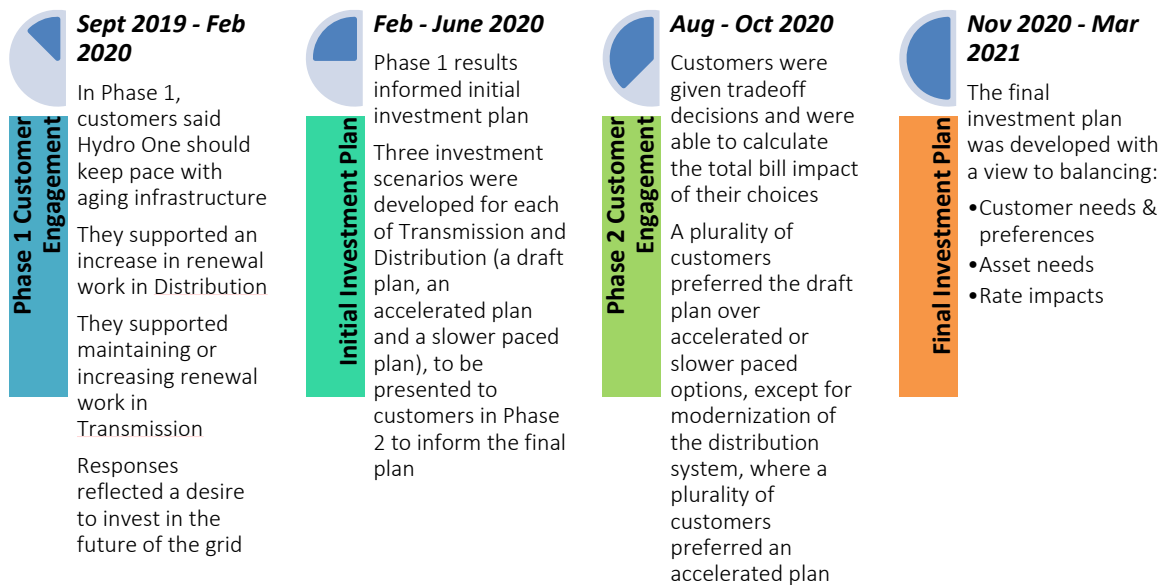 Sept 2019 - Feb
2020
Phase 1 Customer
Engagement
In Phase 1,
customers said
Hydro One should
keep pace with
aging infrastructure
They supported an
increase in renewal
work in Distribution
They supported
maintaining or
increasing renewal
work in
Transmission
Responses
reflected a desire
to invest in the
future of the grid
Feb - June 2020
Initial Investment Plan
Phase 1 results
informed initial
investment plan
Three investment
scenarios were
developed for each
of Transmission and
Distribution (a draft
plan, an
accelerated plan
and a slower paced
plan), to be
presented to
customers in Phase
2 to inform the final
plan
Aug - Oct 2020
Phase 2 Customer
Engagement
Customers were
given tradeoff
decisions and were
able to calculate
the total bill impact
of their choices
A plurality of
customers
preferred the draft
plan over
accelerated or
slower paced
options, except for
modernization of
the distribution
system, where a
plurality of
customers
preferred an
accelerated plan
Nov 2020 - Mar
2021
Final Investment Plan
The final
investment plan
was developed with
a view to balancing:
•Customer needs &
preferences
•Asset needs
•Rate impacts